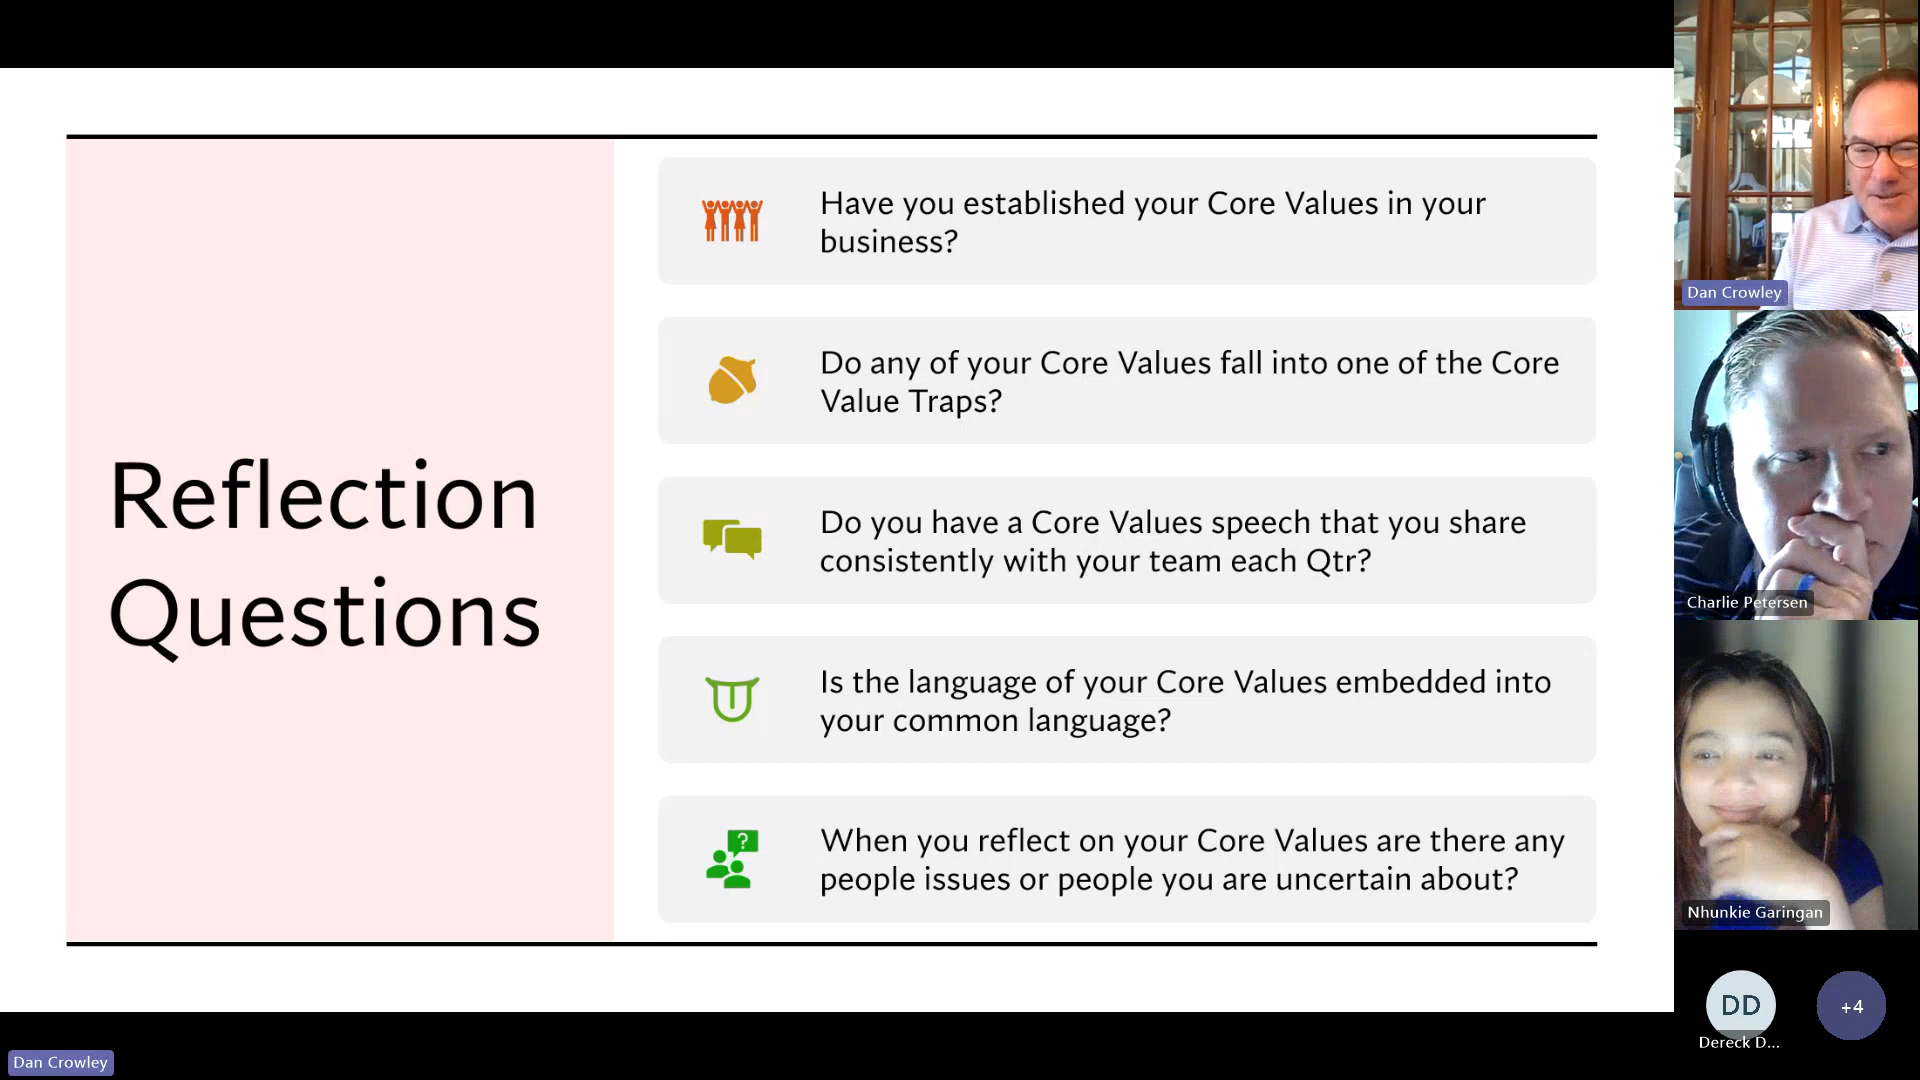 Reflection
Questions
Have you established your Core Values in your
business?
Do any of your Core Values fall into one of the Core
Value Traps?
Do you have a Core Values speech that you share
consistently with your team each Qtr?
Is the language of your Core Values embedded into
your common language?
?
When you reflect on your Core Values are there any
people issues or people you are uncertain about?
Dan Crowley
Charlie Petersen
Nhunkie Garingan
DD
Dereck D...
+4
Dan Crowley